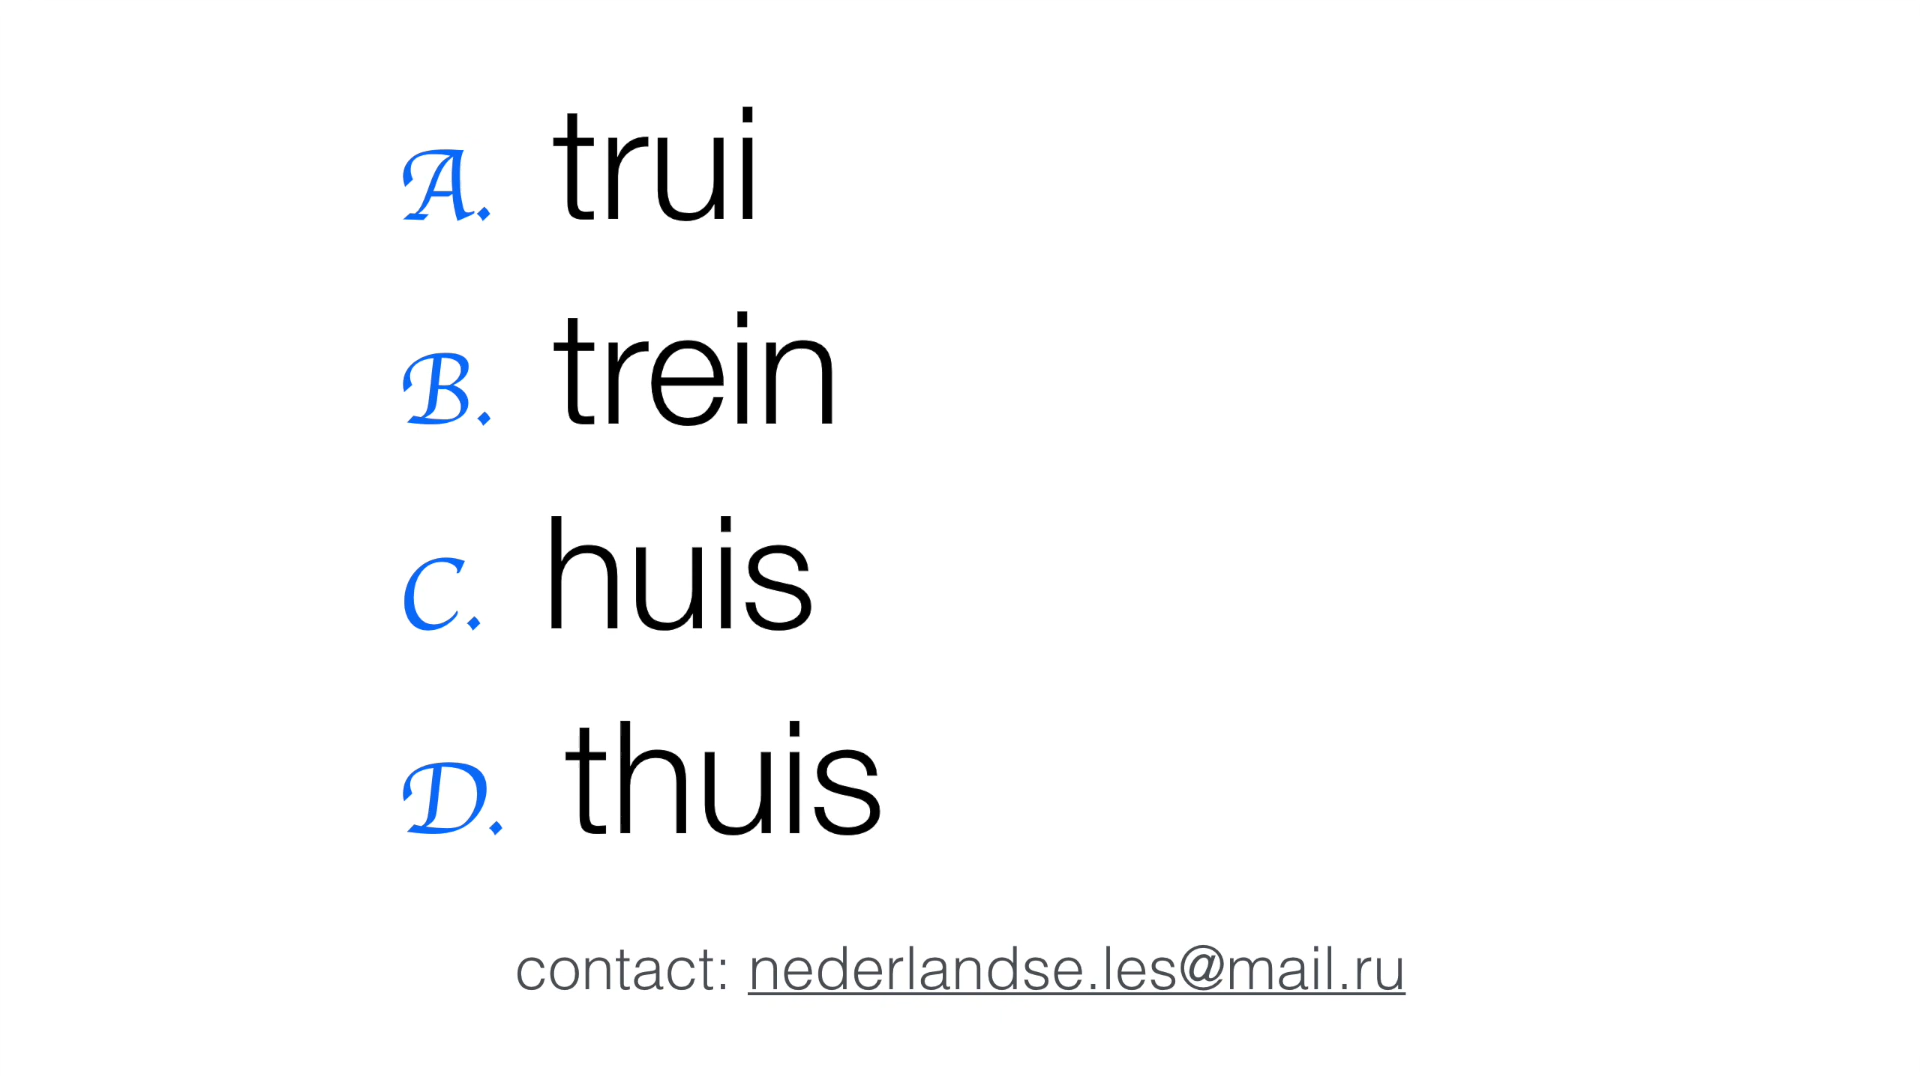 A. trui
B. trein
C. huis
D. thuis
contact: nederlandse.les@mail.ru